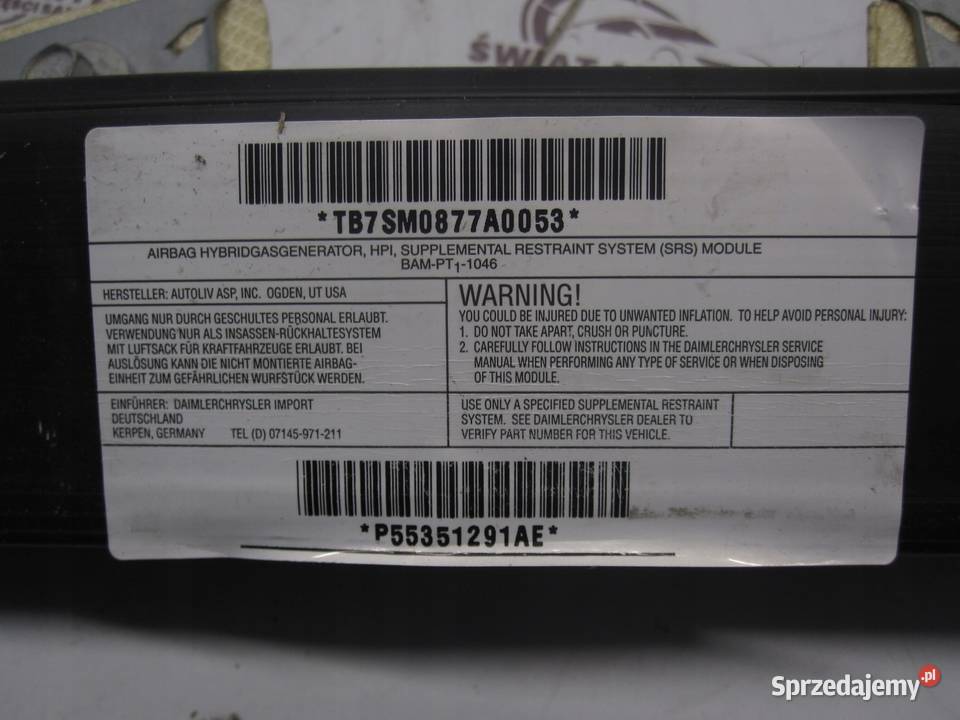 ŚWIAT
*TB7SM0877A0053*
AIRBAG HYBRIDGASGENERATOR, HPI, SUPPLEMENTAL RESTRAINT SYSTEM (SRS) MODULE
BAM-PT1-1046
HERSTELLER: AUTOLIV ASP, INC. OGDEN, UT USA
UMGANG NUR DURCH GESCHULTES PERSONAL ERLAUBT.
VERWENDUNG NUR ALS INSASSEN-RÜCKHALTESYSTEM
MIT LUFTSACK FÜR KRAFTFAHRZEUGE ERLAUBT. BEI
AUSLÖSUNG KANN DIE NICHT MONTIERTE AIRBAG-
EINHEIT ZUM GEFÄHRLICHEN WURFSTÜCK WERDEN.
EINFÜHRER: DAIMLERCHRYSLER IMPORT
DEUTSCHLAND
KERPEN, GERMANY TEL (D) 07145-971-211
WARNING!
YOU COULD BE INJURED DUE TO UNWANTED INFLATION. TO HELP AVOID PERSONAL INJURY:
1. DO NOT TAKE APART, CRUSH OR PUNCTURE.
2. CAREFULLY FOLLOW INSTRUCTIONS IN THE DAIMLERCHRYSLER SERVICE
MANUAL WHEN PERFORMING ANY TYPE OF SERVICE OR WHEN DISPOSING
OF THIS MODULE.
USE ONLY A SPECIFIED SUPPLEMENTAL RESTRAINT
SYSTEM. SEE DAIMLERCHRYSLER DEALER TO
VERIFY PART NUMBER FOR THIS VEHICLE.
*P55351291AE*
Sprzedajemy.pl